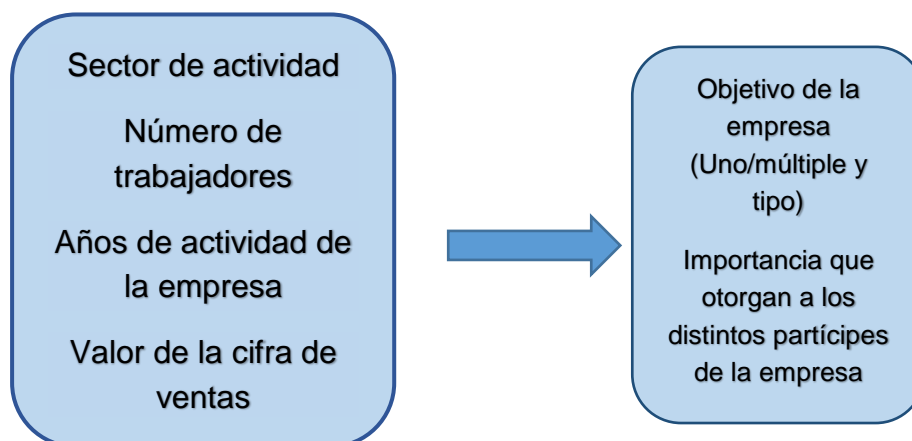 Sector de actividad
Número de
trabajadores
Años de actividad de
la empresa
Valor de la cifra de
ventas
Objetivo de la
empresa
(Uno/múltiple y
tipo)
Importancia que
otorgan a los
distintos partícipes
de la empresa